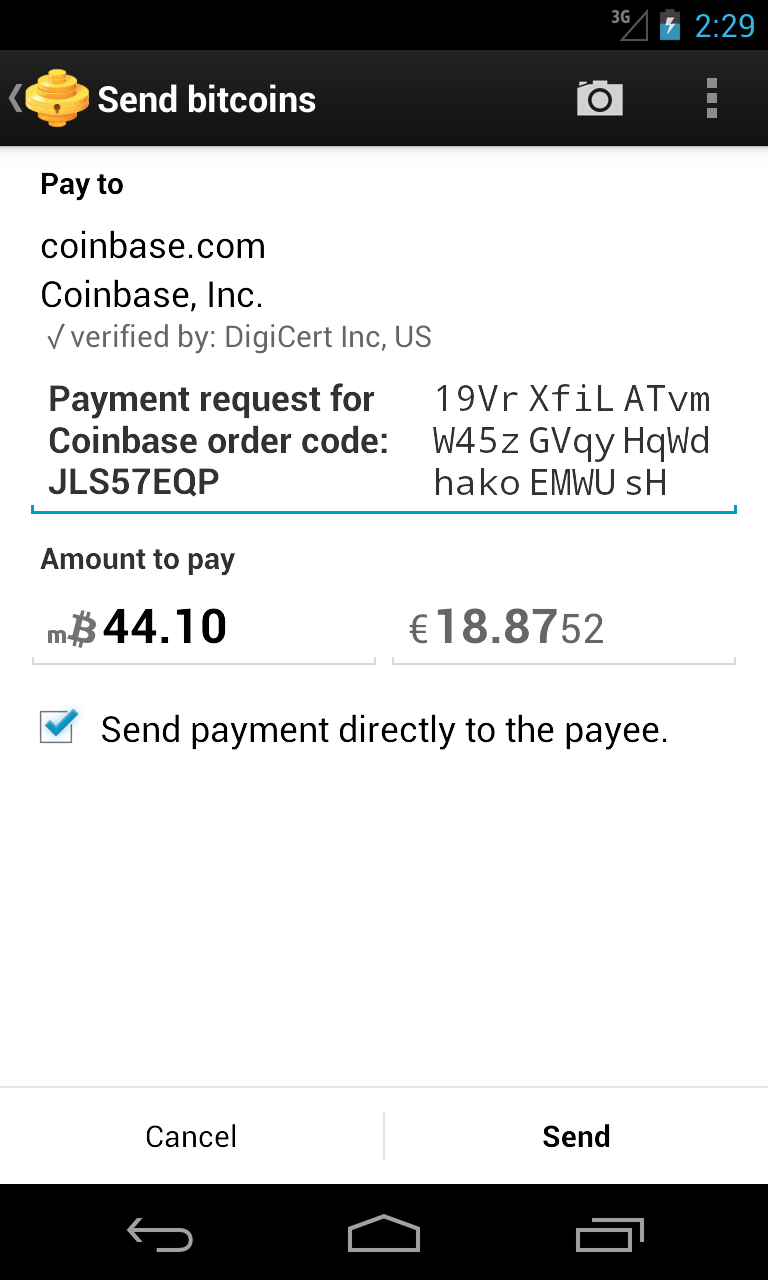 3G 2:29
Send bitcoins
Pay to
coinbase.com
Coinbase, Inc.
√ verified by: DigiCert Inc, US
Payment request for 19Vr XfiL ATvm
Coinbase order code: W45z GVqy HqWd
JLS57EQP hako EMWU sH
Amount to pay
m₿44.10 €18.8752
Send payment directly to the payee.
Cancel Send